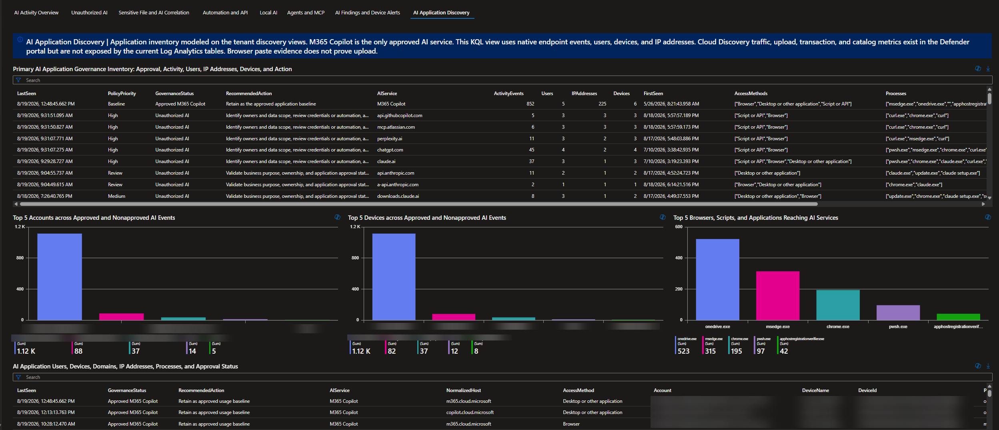 AI Activity Overview Unauthorized AI Sensitive File and AI Correlation Automation and API Local AI Agents and MCP AI Findings and Device Alerts AI Application Discovery
AI Application Discovery | Application inventory modeled on the tenant discovery views. M365 Copilot is the only approved AI service. This KQL view uses native endpoint events, users, devices, and IP addresses. Cloud Discovery traffic, upload, transaction, and catalog metrics exist in the Defender
portal but are not exposed by the current Log Analytics tables. Browser paste evidence does not prove upload.
Primary AI Application Governance Inventory: Approval, Activity, Users, IP Addresses, Devices, and Action
Search
LastSeen PolicyPriority GovernanceStatus RecommendedAction AIService ActivityEvents Users IPAddresses Devices FirstSeen AccessMethods Processes
8/19/2026, 12:48:45.662 PM Baseline Approved M365 Copilot Retain as the approved application baseline M365 Copilot 852 5 225 6 5/26/2026, 8:21:43.958 AM ["Browser","Desktop or other application","Script or API"] ["msedge.exe","onedrive.exe","","apphostregistra
8/19/2026, 9:31:51.095 AM High Unauthorized AI Identify owners and data scope, review credentials or automation, a... api.githubcopilot.com 5 3 3 3 8/18/2026, 5:57:57.189 PM ["Script or API","Browser"] ["curl.exe","chrome.exe","curl"]
8/19/2026, 9:31:50.827 AM High Unauthorized AI Identify owners and data scope, review credentials or automation, a... mcp.atlassian.com 6 3 3 3 8/18/2026, 5:57:59.173 PM ["Script or API","Browser"] ["curl.exe","chrome.exe","curl"]
8/19/2026, 9:31:07.771 AM High Unauthorized AI Identify owners and data scope, review credentials or automation, a... perplexity.ai 11 3 2 3 8/17/2026, 5:48:03.886 PM ["Script or API","Browser"] ["curl.exe","msedge.exe","curl"]
8/19/2026, 9:31:07.275 AM High Unauthorized AI Identify owners and data scope, review credentials or automation, a... chatgpt.com 45 4 2 4 7/10/2026, 3:38:42.935 PM ["Script or API","Browser"] ["pwsh.exe","msedge.exe","chrome.exe","curl.exe"
8/19/2026, 9:29:28.727 AM High Unauthorized AI Identify owners and data scope, review credentials or automation, a... claude.ai 37 3 1 3 7/10/2026, 3:19:23.393 PM ["Script or API","Browser","Desktop or other application"] ["pwsh.exe","chrome.exe","claude.exe","curl.exe",
8/19/2026, 9:04:55.737 AM Review Unauthorized AI Validate business purpose, ownership, and application approval stat... api.anthropic.com 11 2 1 2 8/17/2026, 4:52:24.723 PM ["Desktop or other application"] ["claude.exe","update.exe","claude setup.exe"]
8/19/2026, 9:04:49.615 AM Review Unauthorized AI Validate business purpose, ownership, and application approval stat... a-api.anthropic.com 2 1 1 1 8/18/2026, 6:14:21.516 PM ["Browser","Desktop or other application"] ["chrome.exe","claude.exe"]
8/18/2026, 7:26:40.765 PM Medium Unauthorized AI Validate business purpose, ownership, and application approval stat... downloads.claude.ai 8 3 1 2 8/17/2026, 4:49:37.553 PM ["Desktop or other application","Browser"] ["update.exe","chrome.exe","claude setup.exe","sv
Top 5 Accounts across Approved and Nonapproved AI Events
1.2 K
800
400
0
(Sum) (Sum) (Sum) (Sum) (Sum)
1.12 K 88 37 14 5
Top 5 Devices across Approved and Nonapproved AI Events
1.2 K
800
400
0
(Sum) (Sum) (Sum) (Sum) (Sum)
1.12 K 82 37 12 8
Top 5 Browsers, Scripts, and Applications Reaching AI Services
600
400
200
0
onedrive.exe msedge.exe chrome.exe pwsh.exe apphostregistrationverif...
onedrive.exe msedge.exe chrome.exe pwsh.exe apphostregistrationverifier.exe
(Sum) (Sum) (Sum) (Sum) (Sum)
523 315 195 97 42
AI Application Users, Devices, Domains, IP Addresses, Processes, and Approval Status
Search
LastSeen GovernanceStatus RecommendedAction AIService NormalizedHost AccessMethod Account DeviceName DeviceId P
8/19/2026, 12:48:45.662 PM Approved M365 Copilot Retain as approved usage baseline M365 Copilot m365.cloud.microsoft Desktop or other application o
8/19/2026, 12:13:13.763 PM Approved M365 Copilot Retain as approved usage baseline M365 Copilot copilot.cloud.microsoft Desktop or other application o
8/19/2026, 10:28:12.470 AM Approved M365 Copilot Retain as approved usage baseline M365 Copilot m365.cloud.microsoft Browser m